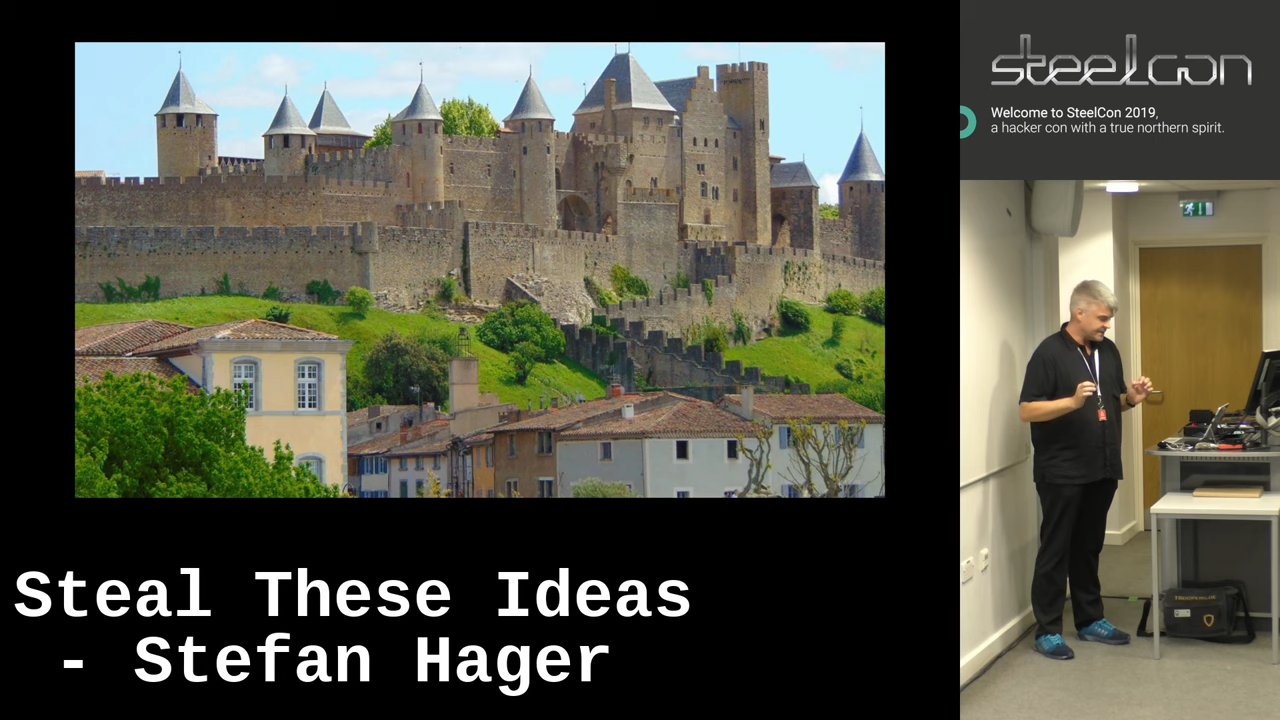 steelcon
Welcome to SteelCon 2019,
a hacker con with a true northern spirit.
Steal These Ideas
- Stefan Hager